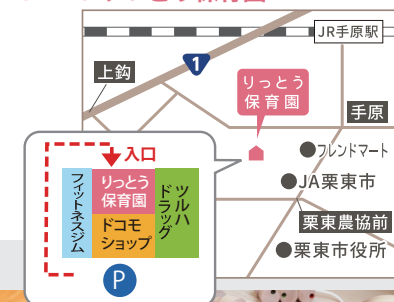 JR手原駅
1
上鈎
りっとう
保育園
手原
●フレンドマート
●JA栗東市
栗東農協前
●栗東市役所
入口
フィットネスジム
りっとう
保育園
ドコモ
ショップ
ツルハ
ドラッグ
P